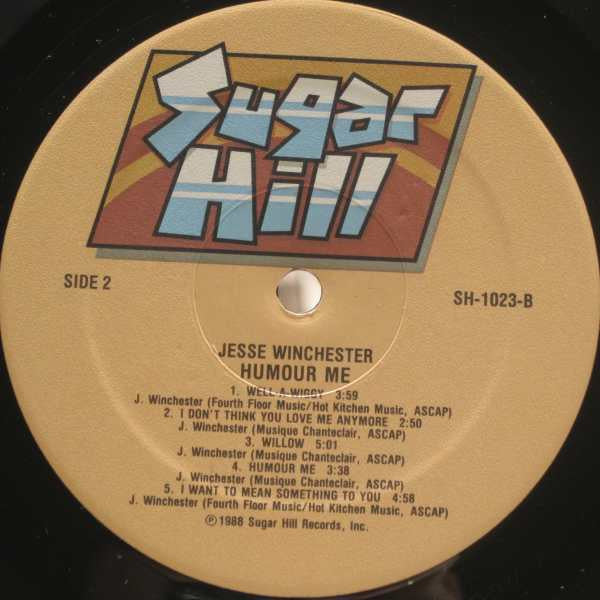 Sugar
Hill
SIDE 2
SH-1023-B
JESSE WINCHESTER
HUMOUR ME
1. WELL-A-WIGGY 3:59
J. Winchester (Fourth Floor Music/Hot Kitchen Music, ASCAP)
2. I DON'T THINK YOU LOVE ME ANYMORE 2:50
J. Winchester (Musique Chanteclair, ASCAP)
3. WILLOW 5:01
J. Winchester (Musique Chanteclair, ASCAP)
4. HUMOUR ME 3:38
J. Winchester (Musique Chanteclair, ASCAP)
5. I WANT TO MEAN SOMETHING TO YOU 4:58
J. Winchester (Fourth Floor Music/Hot Kitchen Music, ASCAP)
℗1988 Sugar Hill Records, Inc.